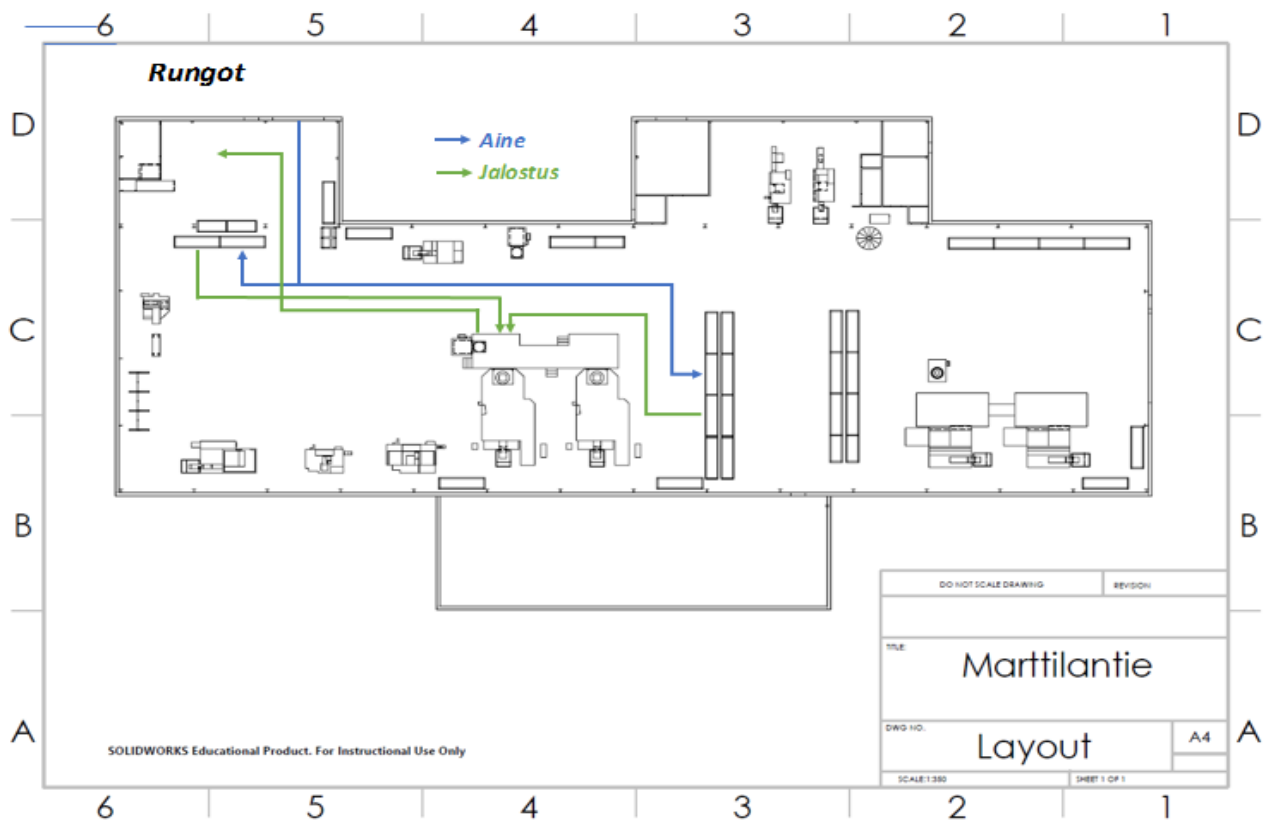 6 5 4 3 2 1
Rungot
D D
Aine
Jalostus
C C
B B
DO NOT SCALE DRAWING REVISION
TITLE:
Marttilantie
A A
DWG NO.
Layout A4
SOLIDWORKS Educational Product. For Instructional Use Only
SCALE:1:350 SHEET 1 OF 1
6 5 4 3 2 1